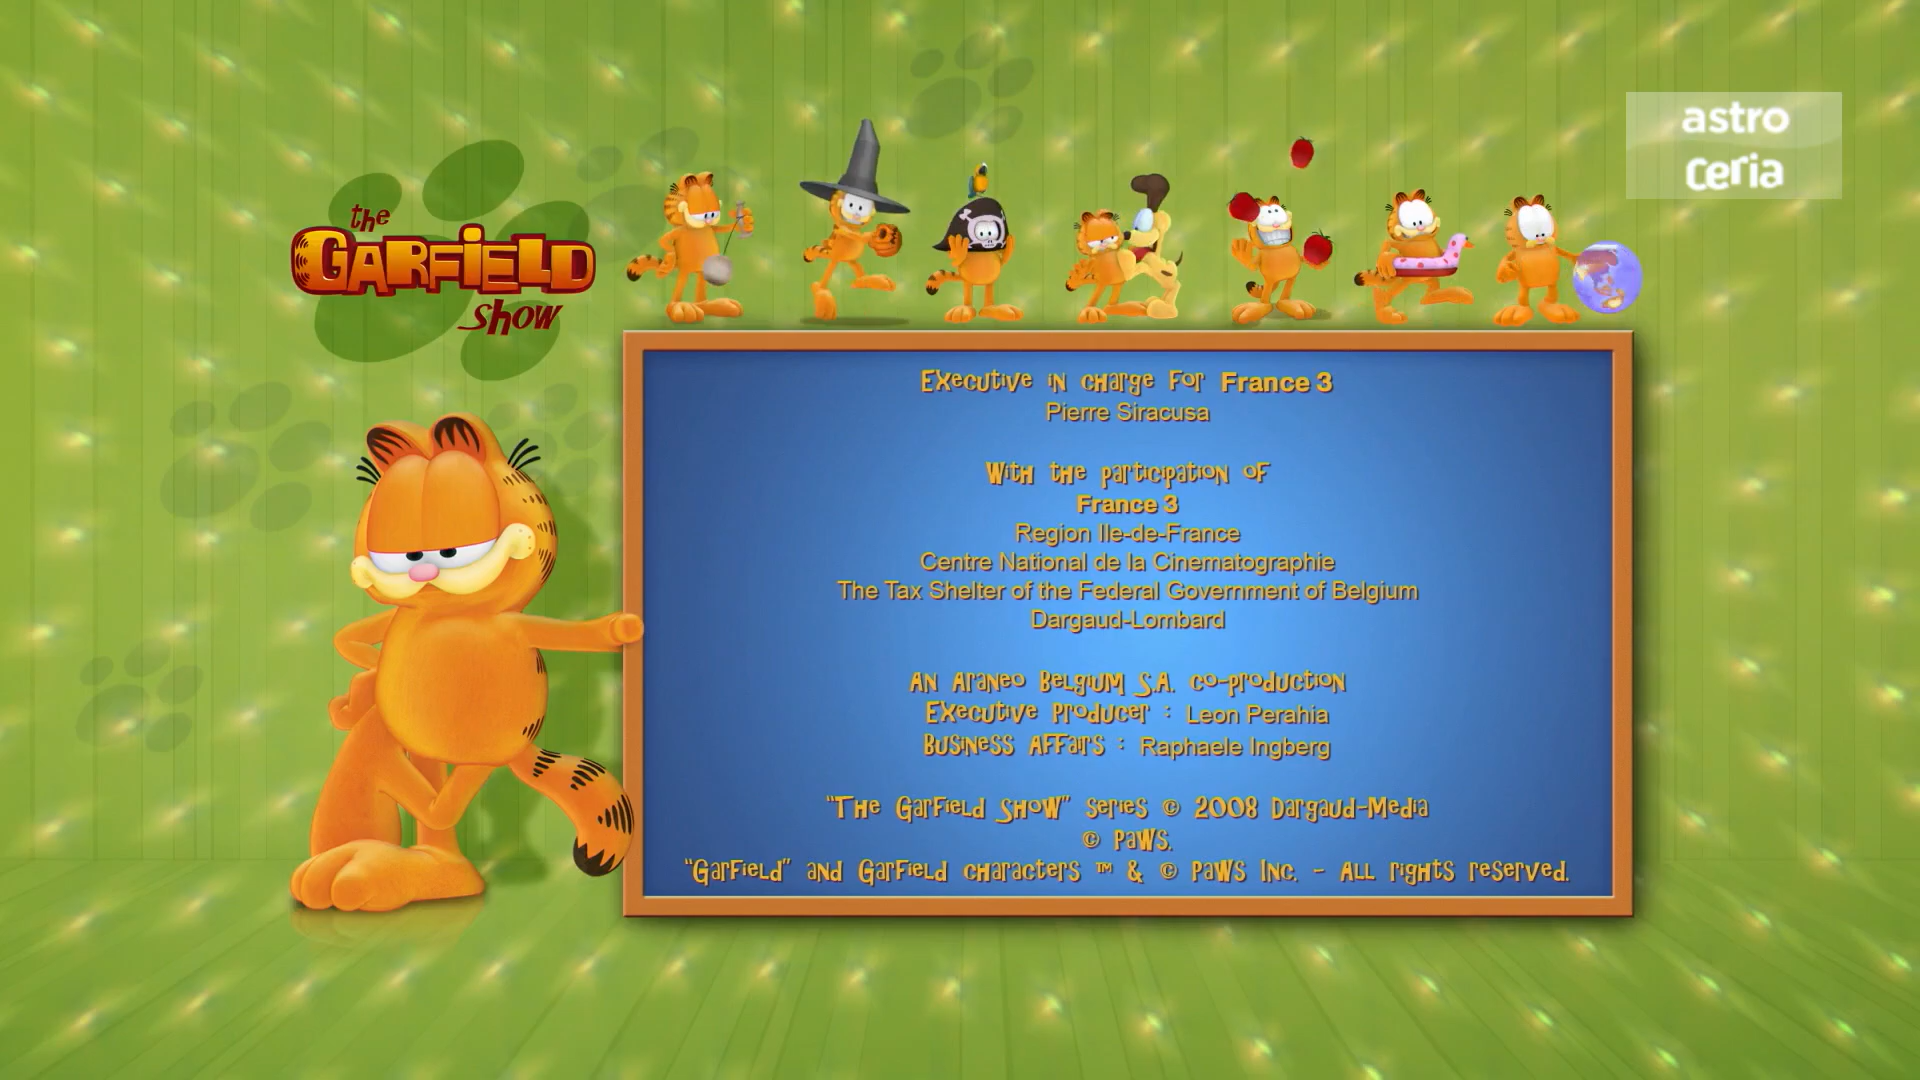 the
GARFIELD
show
astro
ceria
Executive in charge for France 3
Pierre Siracusa
With the participation of
France 3
Region Ile-de-France
Centre National de la Cinematographie
The Tax Shelter of the Federal Government of Belgium
Dargaud-Lombard
An Araneo Belgium S.A. co-production
Executive Producer : Leon Perahia
Business Affairs : Raphaele Ingberg
"The Garfield Show" Series © 2008 Dargaud-Media
© PAWS.
"Garfield" and Garfield characters ™ & © PAWS Inc. - All rights reserved.